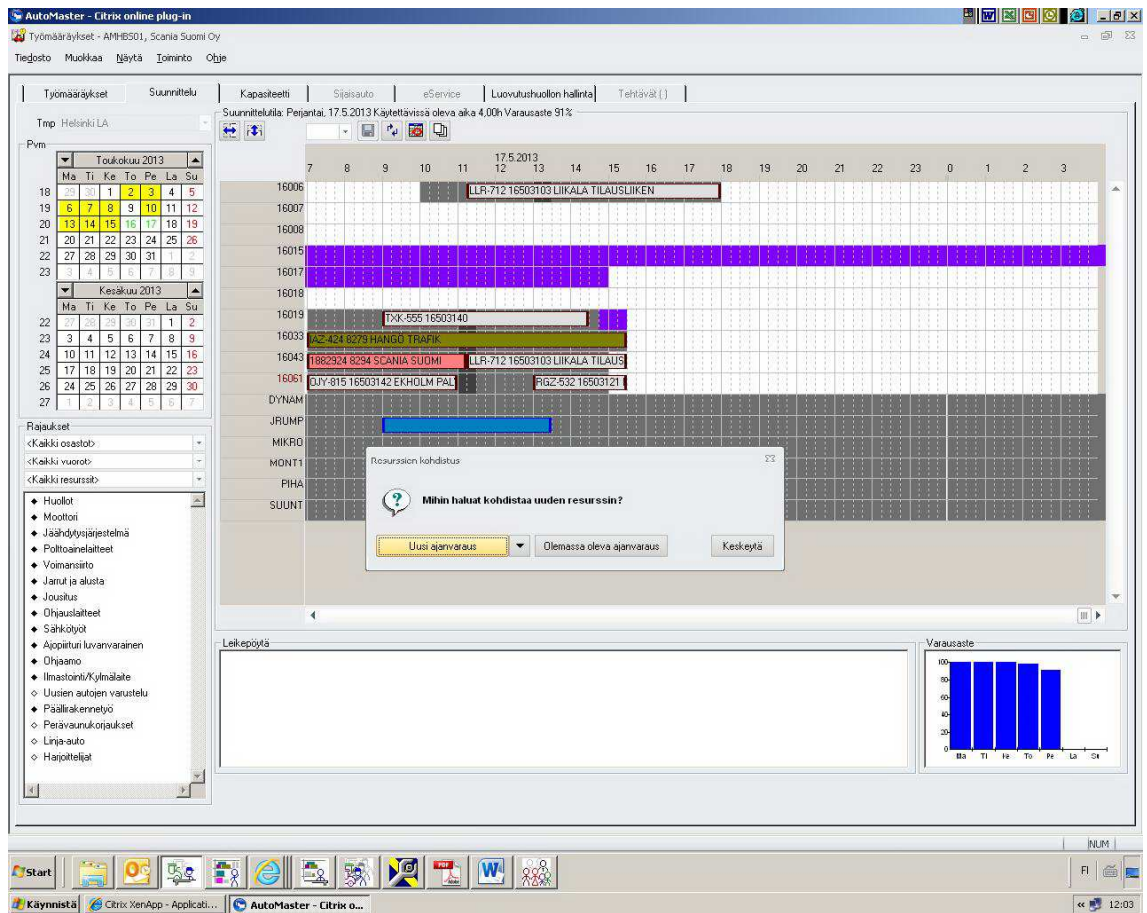 AutoMaster - Citrix online plug-in
Työmääräykset - AMHBS01, Scania Suomi Oy
Tiedosto Muokkaa Näytä Toiminto Ohje
Työmääräykset Suunnittelu Kapasiteetti Sijaisauto eService Luovutushuollon hallinta Tehtävät ( )
Suunnittelutila: Perjantai, 17.5.2013 Käytettävissä oleva aika 4,00h Varausaste 91%
Tmp Helsinki LA
Pvm
Toukokuu 2013
Ma Ti Ke To Pe La Su
18 29 30 1 2 3 4 5
19 6 7 8 9 10 11 12
20 13 14 15 16 17 18 19
21 20 21 22 23 24 25 26
22 27 28 29 30 31 1 2
23 3 4 5 6 7 8 9
Kesäkuu 2013
Ma Ti Ke To Pe La Su
22 27 28 29 30 31 1 2
23 3 4 5 6 7 8 9
24 10 11 12 13 14 15 16
25 17 18 19 20 21 22 23
26 24 25 26 27 28 29 30
27 1 2 3 4 5 6 7
Rajaukset
<Kaikki osastot>
<Kaikki vuorot>
<Kaikki resurssit>
Huollot
Moottori
Jäähdytysjärjestelmä
Polttoainelaitteet
Voimansiirto
Jarrut ja alusta
Jousitus
Ohjauslaitteet
Sähkötyöt
Ajopiirturi luvanvarainen
Ohjaamo
Ilmastointi/Kylmälaite
Uusien autojen varustelu
Päällirakennetyö
Perävaunukorjaukset
Linja-auto
Harjoittelijat
17.5.2013
7 8 9 10 11 12 13 14 15 16 17 18 19 20 21 22 23 0 1 2 3
16006 LLR-712 16503103 LIIKALA TILAUSLIIKEN
16007
16008
16015
16017
16018
16019 TXK-555 16503140
16033 IAZ-424 8279 HANGÖ TRAFIK
16043 1882924 8294 SCANIA SUOMI LLR-712 16503103 LIIKALA TILAUS
16061 OJY-815 16503142 EKHOLM PAL RGZ-532 16503121
DYNAM
JRUMP
MIKRO
MONT1
PIHA
SUUNT
Resurssien kohdistus
Mihin haluat kohdistaa uuden resurssin?
Uusi ajanvaraus Olemassa oleva ajanvaraus Keskeytä
Leikepöytä
Varausaste
100
80
60
40
20
0
Ma Ti Ke To Pe La Su
NUM
Start
FI
Käynnistä Citrix XenApp - Applicati... AutoMaster - Citrix o... 12:03